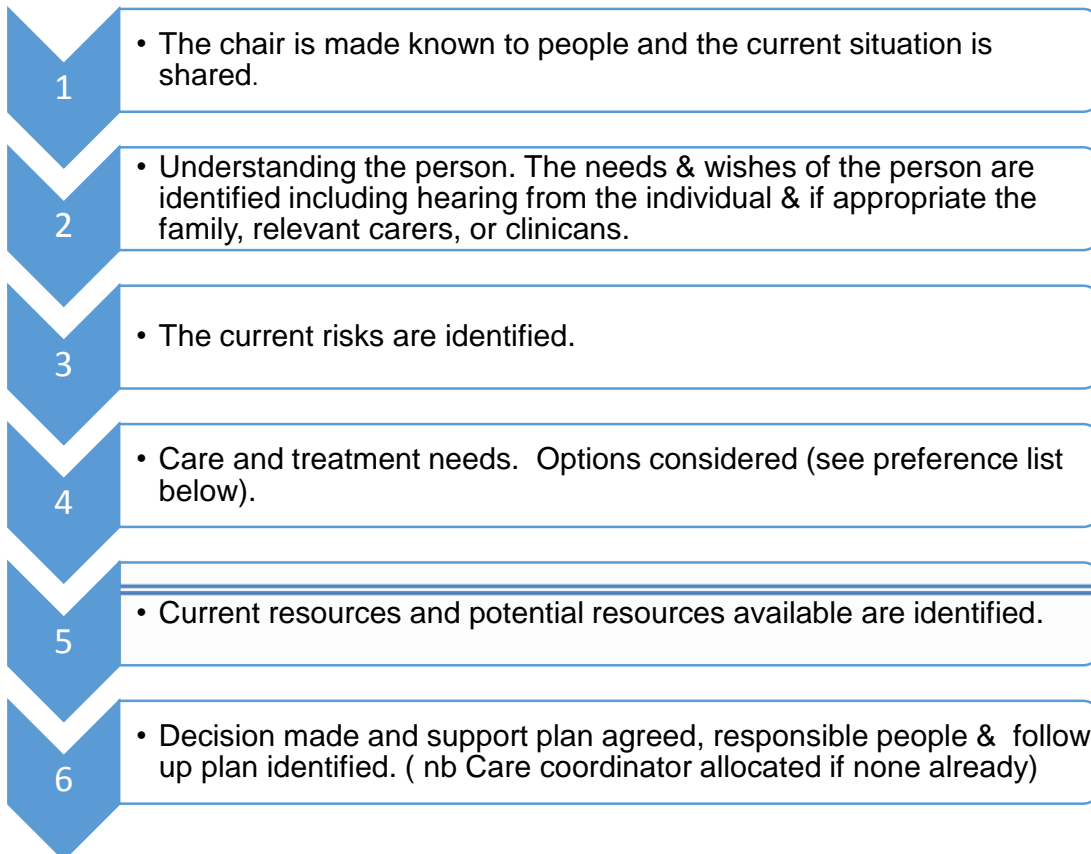 1
• The chair is made known to people and the current situation is
shared.
2
• Understanding the person. The needs & wishes of the person are
identified including hearing from the individual & if appropriate the
family, relevant carers, or clinicans.
3
• The current risks are identified.
4
• Care and treatment needs.  Options considered (see preference list
below).
5
• Current resources and potential resources available are identified.
6
• Decision made and support plan agreed, responsible people &  follow
up plan identified. ( nb Care coordinator allocated if none already)